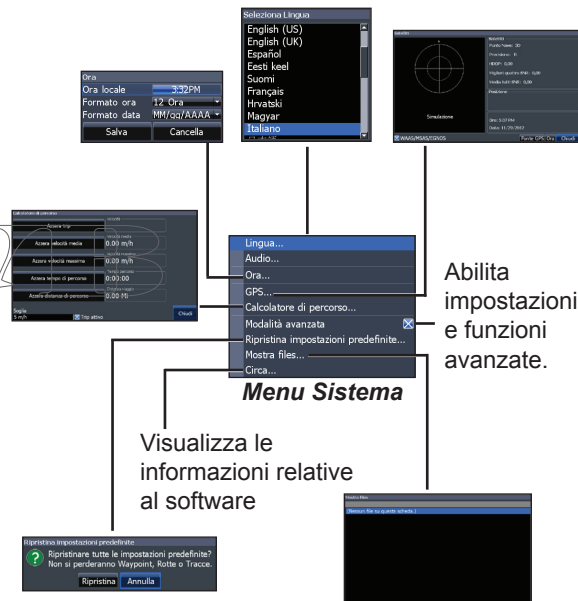 Seleziona Lingua
English (US)
English (UK)
Español
Eesti keel
Suomi
Français
Hrvatski
Magyar
Italiano
Ora
Ora locale 3:32PM
Formato ora 12 Ora
Formato data MM/gg/AAAA
Salva Cancella
Simulazione
WAAS/MSAS/EGNOS
Chiudi
Calcolatore di percorso
Azzera trip
Azzera velocità media 0.00 m/h
Azzera velocità massima 0.00 m/h
Azzera tempo di percorso 0:00:00
Azzera distanza di percorso 0.00 Mi
Soglia
5 m/h Trip attivo Chiudi
Lingua...
Audio...
Ora...
GPS...
Calcolatore di percorso...
Modalità avanzata
Ripristina impostazioni predefinite...
Mostra files...
Circa...
Menu Sistema
Abilita
impostazioni
e funzioni
avanzate.
Visualizza le
informazioni relative
al software
Ripristina impostazioni predefinite
Ripristinare tutte le impostazioni predefinite?
Non si perderanno Waypoint, Rotte o Tracce.
Ripristina Annulla
Mostra files
(Nessun file su questa scheda.)